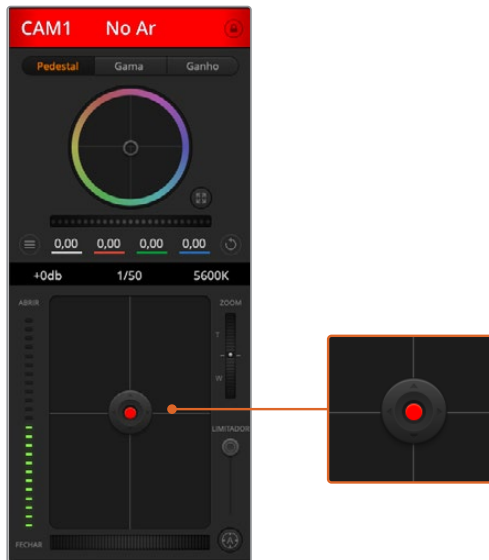 CAM1 No Ar
Pedestal Gama Ganho
0,00 0,00 0,00 0,00
+0db 1/50 5600K
ABRIR ZOOM
T
W
LIMITADOR
FECHAR A